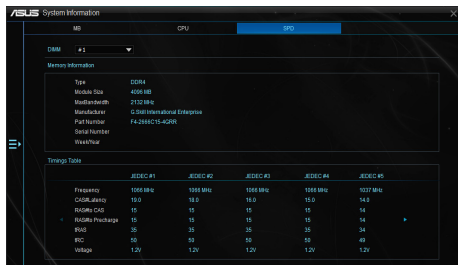 ASUS System Information
MB CPU SPD
DIMM #1
Memory Information
Type DDR4
Module Size 4096 MB
MaxBandwidth 2132 MHz
Manufacturer G.Skill International Enterprise
Part Number F4-2666C15-4GRR
Serial Number
Week/Year
Timings Table
JEDEC #1 JEDEC #2 JEDEC #3 JEDEC #4 JEDEC #5
Frequency 1066 MHz 1066 MHz 1066 MHz 1066 MHz 1037 MHz
CAS#Latency 19.0 18.0 16.0 15.0 14.0
RAS#to CAS 15 15 15 15 14
RAS#to Precharge 15 15 15 15 14
tRAS 35 35 35 35 34
tRC 50 50 50 50 49
Voltage 1.2V 1.2V 1.2V 1.2V 1.2V